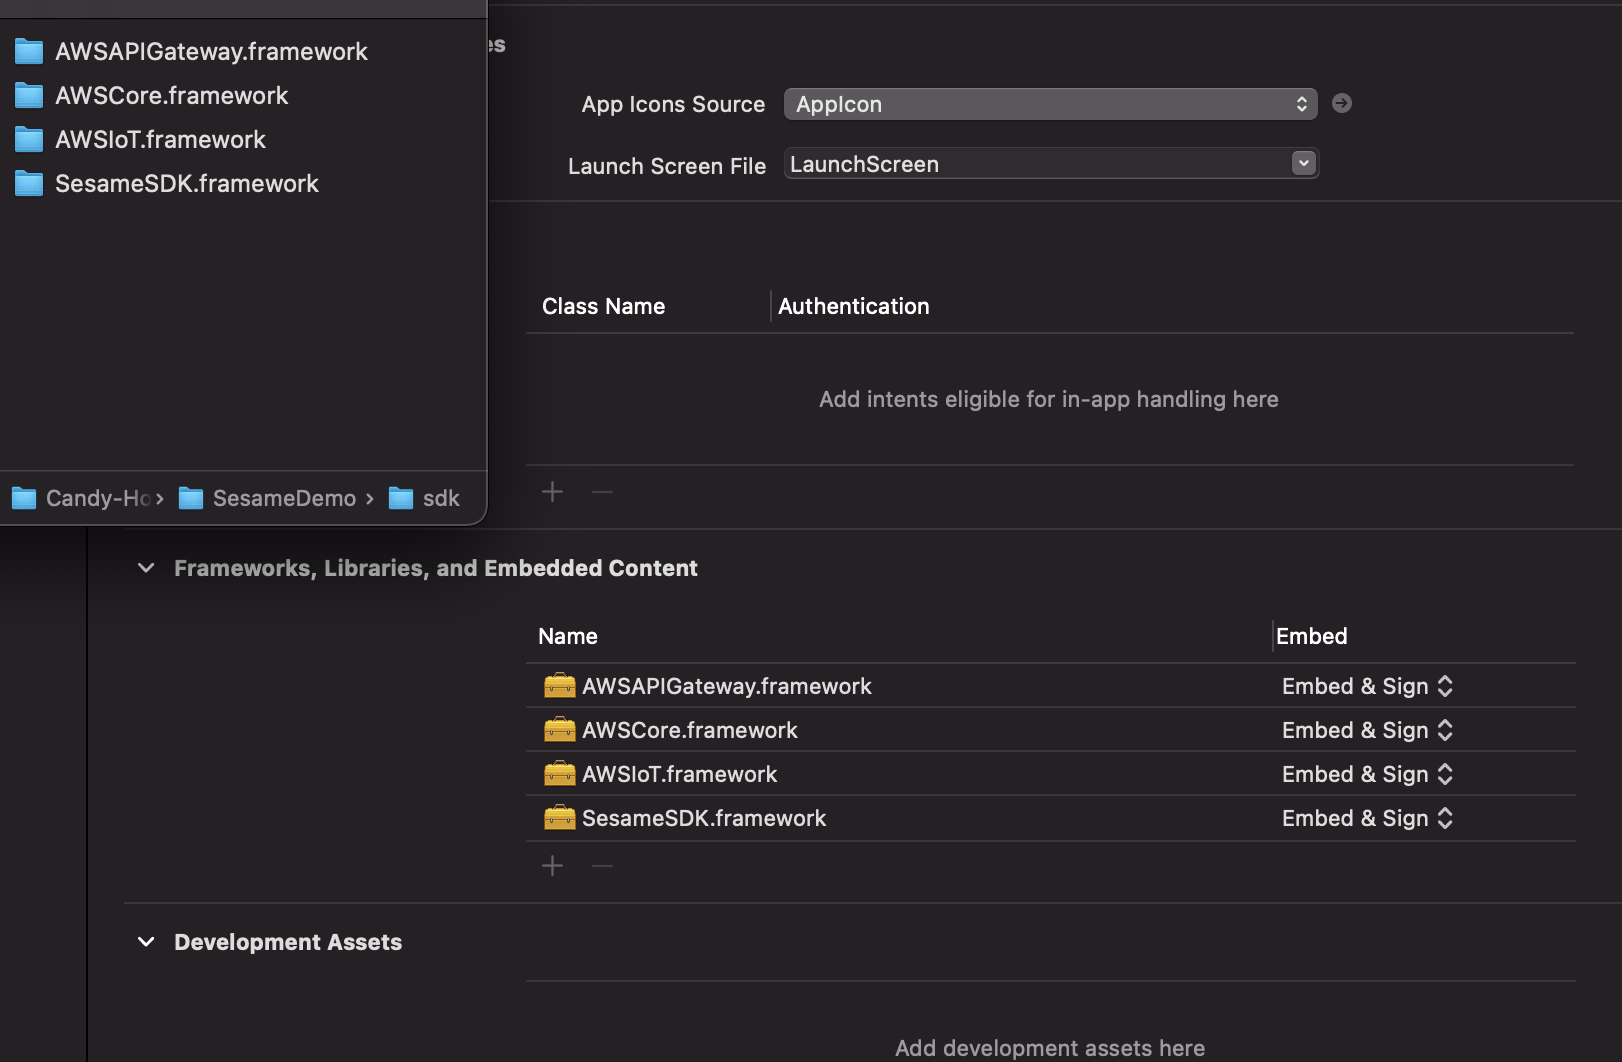 AWSAPIGateway.framework
AWSCore.framework
AWSIoT.framework
SesameSDK.framework
Candy-Ho
SesameDemo
sdk
es
App Icons Source
AppIcon
Launch Screen File
LaunchScreen
Class Name
Authentication
Add intents eligible for in-app handling here
Frameworks, Libraries, and Embedded Content
Name
Embed
AWSAPIGateway.framework
Embed & Sign
AWSCore.framework
Embed & Sign
AWSIoT.framework
Embed & Sign
SesameSDK.framework
Embed & Sign
Development Assets
Add development assets here